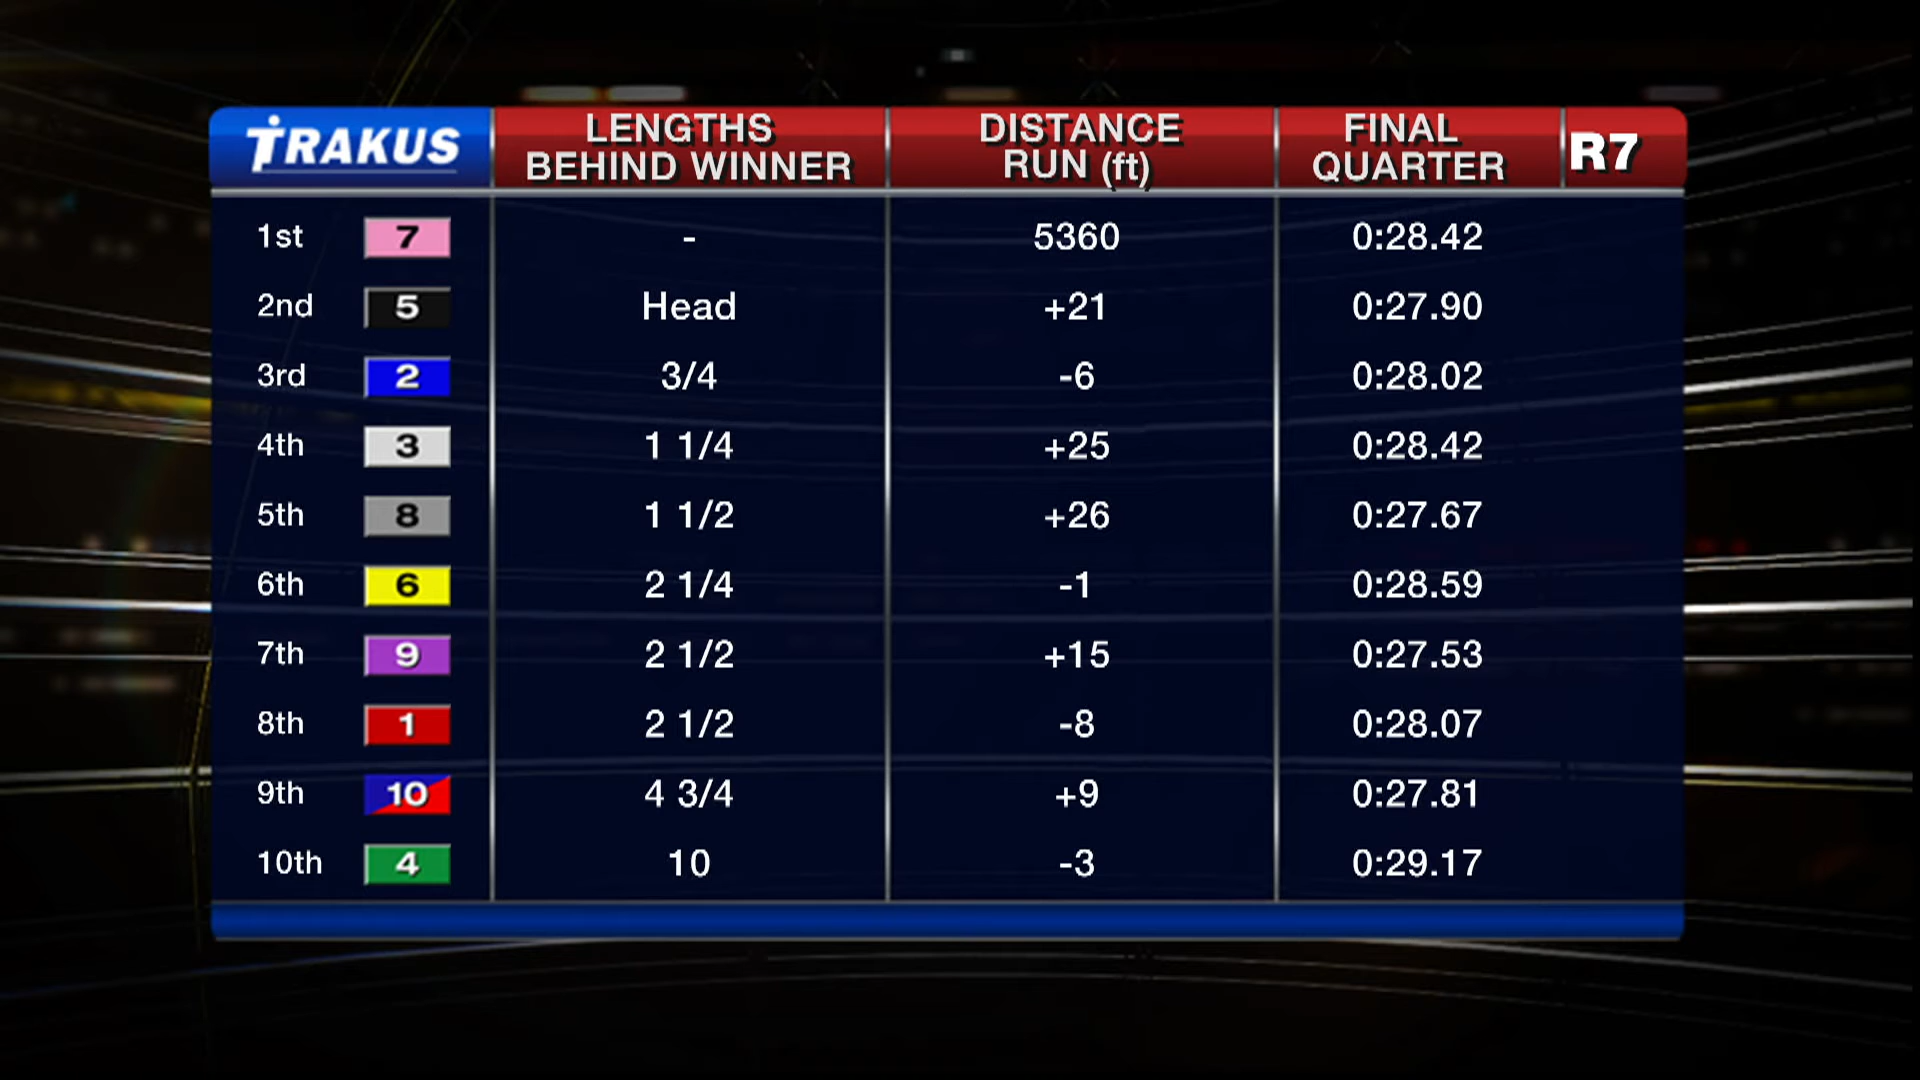 TRAKUS LENGTHS BEHIND WINNER DISTANCE RUN (ft) FINAL QUARTER R7
1st 7 - 5360 0:28.42
2nd 5 Head +21 0:27.90
3rd 2 3/4 -6 0:28.02
4th 3 1 1/4 +25 0:28.42
5th 8 1 1/2 +26 0:27.67
6th 6 2 1/4 -1 0:28.59
7th 9 2 1/2 +15 0:27.53
8th 1 2 1/2 -8 0:28.07
9th 10 4 3/4 +9 0:27.81
10th 4 10 -3 0:29.17